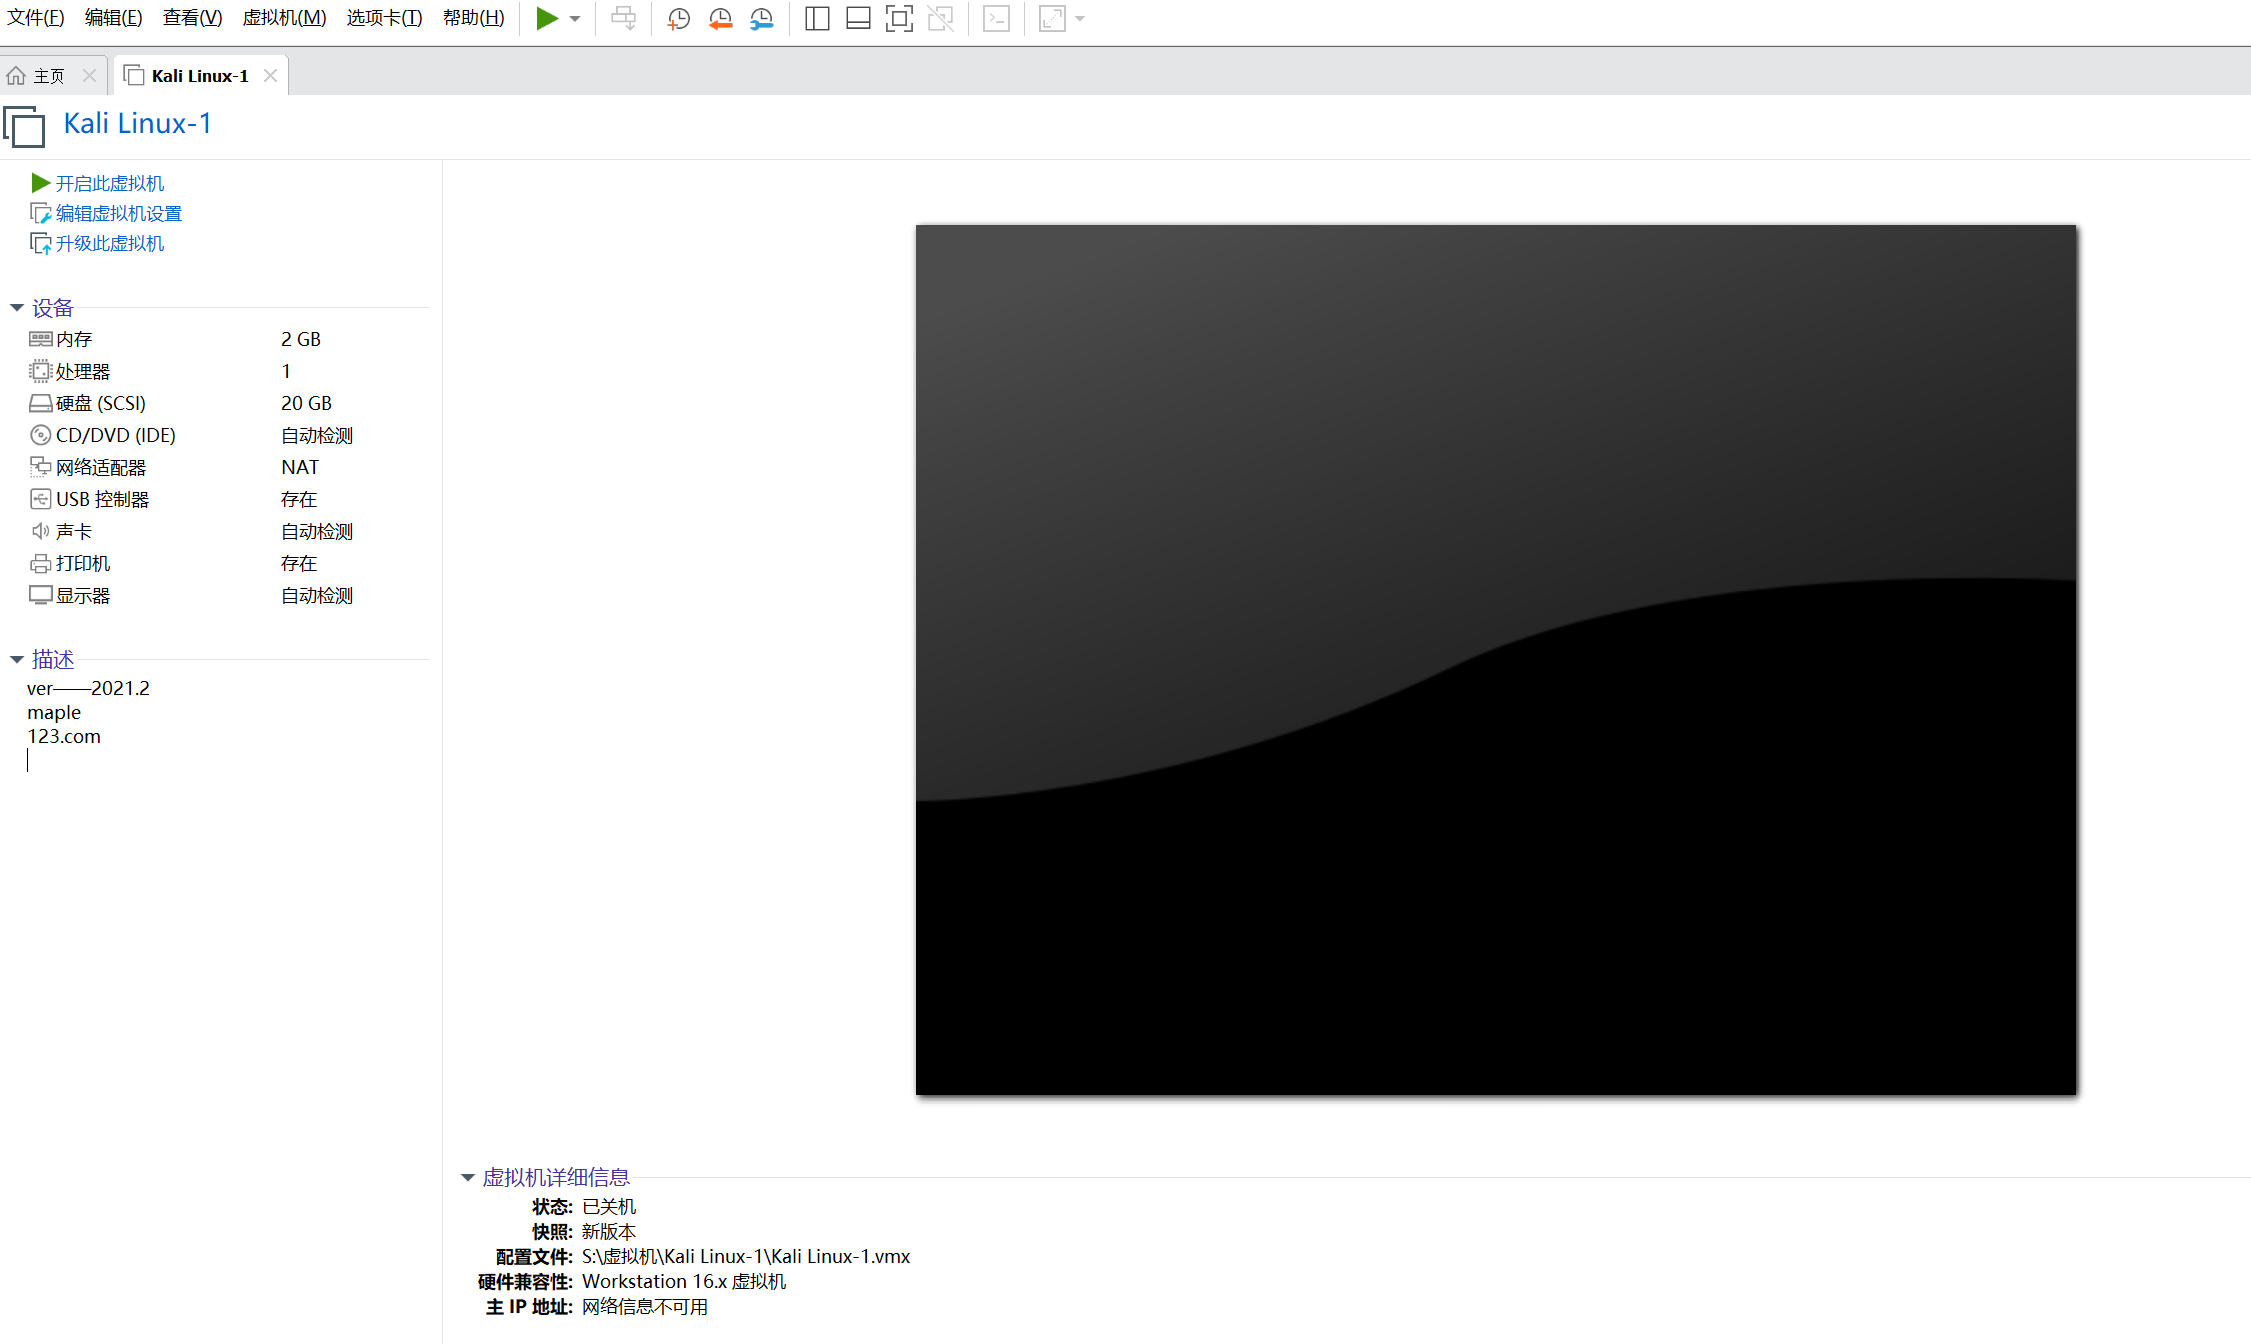 文件(F) 编辑(E) 查看(V) 虚拟机(M) 选项卡(T) 帮助(H)
主页 Kali Linux-1
Kali Linux-1
开启此虚拟机
编辑虚拟机设置
升级此虚拟机
设备
内存 2 GB
处理器 1
硬盘 (SCSI) 20 GB
CD/DVD (IDE) 自动检测
网络适配器 NAT
USB 控制器 存在
声卡 自动检测
打印机 存在
显示器 自动检测
描述
ver——2021.2
maple
123.com
虚拟机详细信息
状态: 已关机
快照: 新版本
配置文件: S:\虚拟机\Kali Linux-1\Kali Linux-1.vmx
硬件兼容性: Workstation 16.x 虚拟机
主 IP 地址: 网络信息不可用